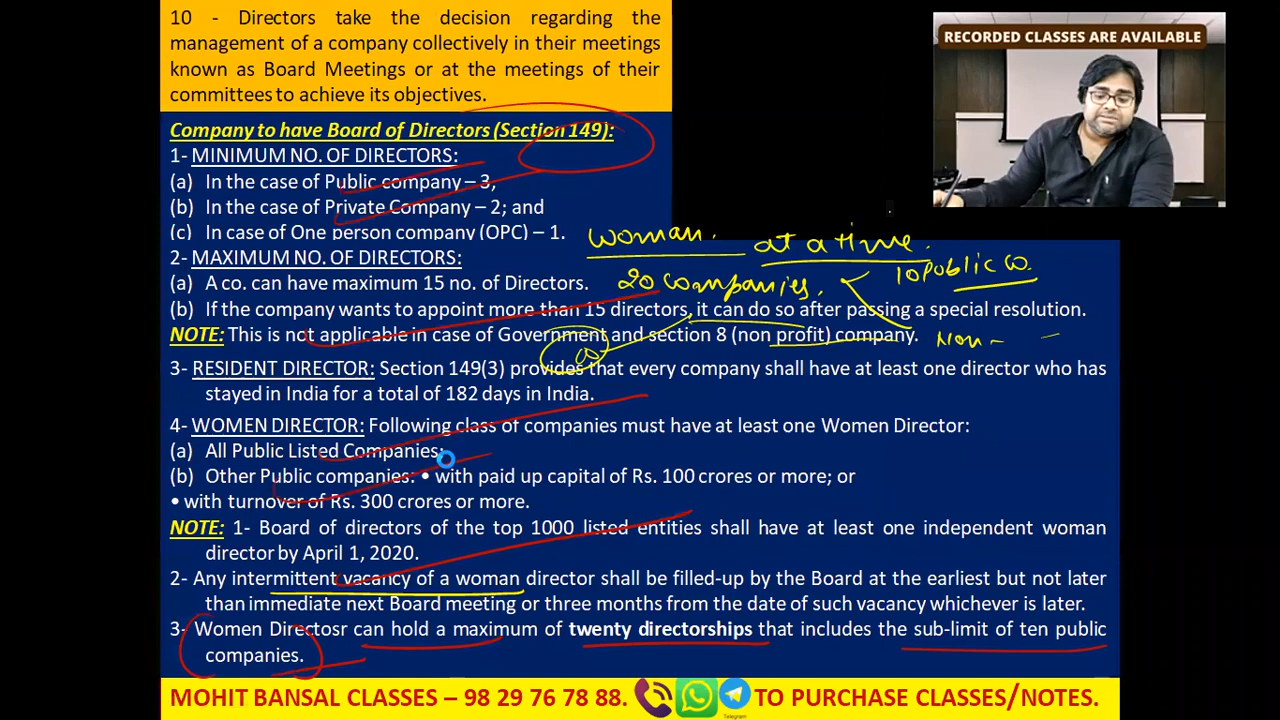 10 - Directors take the decision regarding the
management of a company collectively in their meetings
known as Board Meetings or at the meetings of their
committees to achieve its objectives.
RECORDED CLASSES ARE AVAILABLE
Company to have Board of Directors (Section 149):
1- MINIMUM NO. OF DIRECTORS:
(a) In the case of Public company – 3,
(b) In the case of Private Company – 2; and
(c) In case of One person company (OPC) – 1.
woman. at a time.
2- MAXIMUM NO. OF DIRECTORS:
(a) A co. can have maximum 15 no. of Directors.
20 companies. 10 Public Co.
(b) If the company wants to appoint more than 15 directors, it can do so after passing a special resolution.
NOTE: This is not applicable in case of Government and section 8 (non profit) company.
Non -
co
3- RESIDENT DIRECTOR: Section 149(3) provides that every company shall have at least one director who has
stayed in India for a total of 182 days in India.
4- WOMEN DIRECTOR: Following class of companies must have at least one Women Director:
(a) All Public Listed Companies;
(b) Other Public companies: • with paid up capital of Rs. 100 crores or more; or
• with turnover of Rs. 300 crores or more.
NOTE: 1- Board of directors of the top 1000 listed entities shall have at least one independent woman
director by April 1, 2020.
2- Any intermittent vacancy of a woman director shall be filled-up by the Board at the earliest but not later
than immediate next Board meeting or three months from the date of such vacancy whichever is later.
3- Women Directosr can hold a maximum of twenty directorships that includes the sub-limit of ten public
companies.
MOHIT BANSAL CLASSES – 98 29 76 78 88. TO PURCHASE CLASSES/NOTES.
Telegram